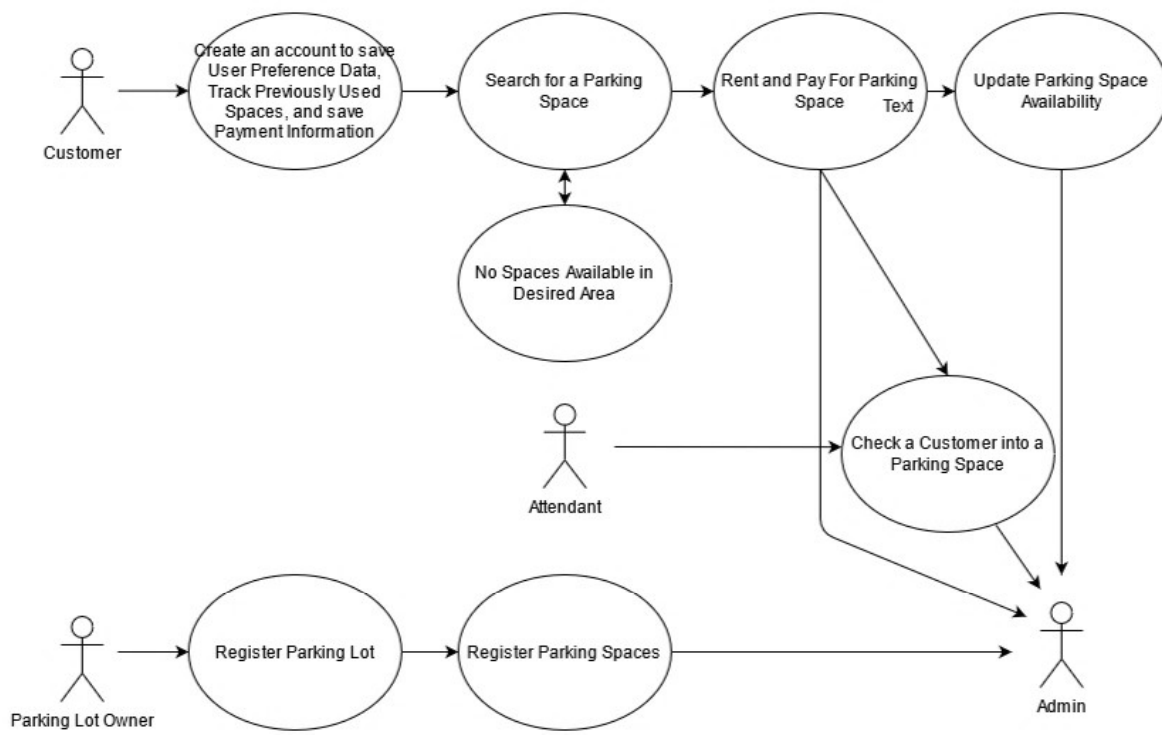 Create an account to save
User Preference Data,
Track Previously Used
Spaces, and save
Payment Information
Search for a Parking
Space
Rent and Pay For Parking
Space
Text
Update Parking Space
Availability
Customer
No Spaces Available in
Desired Area
Check a Customer into a
Parking Space
Attendant
Register Parking Lot
Register Parking Spaces
Parking Lot Owner
Admin